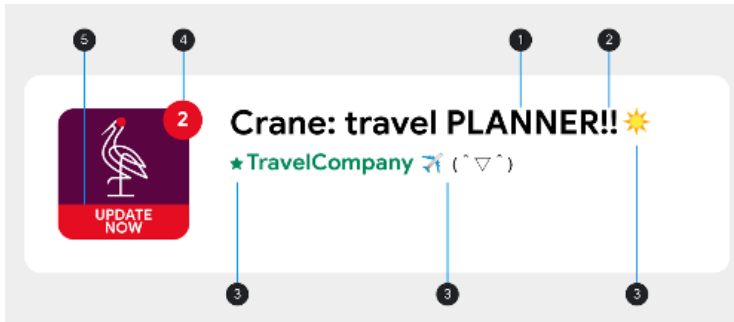 5 4 1 2
2
Crane: travel PLANNER!!☀️
★TravelCompany ✈️ (ˆ▽ˆ)
UPDATE
NOW
3 3 3